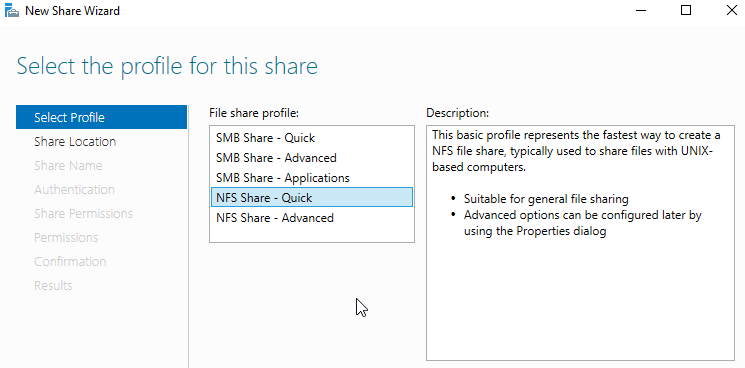 New Share Wizard
Select the profile for this share
Select Profile
Share Location
Share Name
Authentication
Share Permissions
Permissions
Confirmation
Results
File share profile:
SMB Share - Quick
SMB Share - Advanced
SMB Share - Applications
NFS Share - Quick
NFS Share - Advanced
Description:
This basic profile represents the fastest way to create a
NFS file share, typically used to share files with UNIX-
based computers.
• Suitable for general file sharing
• Advanced options can be configured later by
using the Properties dialog